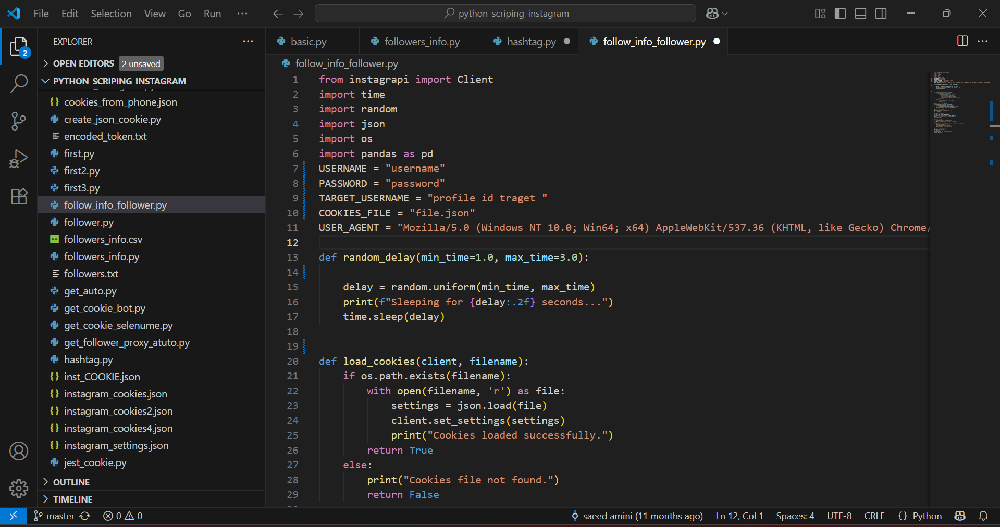 File Edit Selection View Go Run ···
python_scriping_instagram
EXPLORER ···
OPEN EDITORS 2 unsaved
PYTHON_SCRIPING_INSTAGRAM
cookies_from_phone.json
create_json_cookie.py
encoded_token.txt
first.py
first2.py
first3.py
follow_info_follower.py
follower.py
followers_info.csv
followers_info.py
followers.txt
get_auto.py
get_cookie_bot.py
get_cookie_selenume.py
get_follower_proxy_atuto.py
hashtag.py
inst_COOKIE.json
instagram_cookies.json
instagram_cookies2.json
instagram_cookies4.json
instagram_settings.json
jest_cookie.py
OUTLINE
TIMELINE
2
basic.py followers_info.py hashtag.py follow_info_follower.py
follow_info_follower.py
1 from instagrapi import Client
2 import time
3 import random
4 import json
5 import os
6 import pandas as pd
7 USERNAME = "username"
8 PASSWORD = "password"
9 TARGET_USERNAME = "profile id traget "
10 COOKIES_FILE = "file.json"
11 USER_AGENT = "Mozilla/5.0 (Windows NT 10.0; Win64; x64) AppleWebKit/537.36 (KHTML, like Gecko) Chrome/
12
13 def random_delay(min_time=1.0, max_time=3.0):
14
15 delay = random.uniform(min_time, max_time)
16 print(f"Sleeping for {delay:.2f} seconds...")
17 time.sleep(delay)
18
19
20 def load_cookies(client, filename):
21 if os.path.exists(filename):
22 with open(filename, 'r') as file:
23 settings = json.load(file)
24 client.set_settings(settings)
25 print("Cookies loaded successfully.")
26 return True
27 else:
28 print("Cookies file not found.")
29 return False
master 0 0 saeed amini (11 months ago) Ln 12, Col 1 Spaces: 4 UTF-8 CRLF {} Python